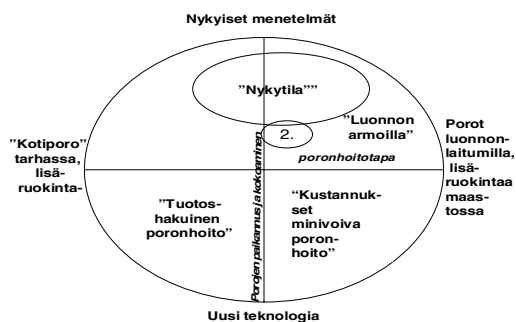 Nykyiset menetelmät
"Nykytila""
"Luonnon
armoilla"
2.
poronhoitotapa
"Kotiporo"
tarhassa,
lisä-
ruokinta-
Porot
luonnon-
laitumilla,
lisä-
ruokintaa
maas-
tossa
Porojen paikannus ja kokoaminen
"Tuotos-
hakuinen
poronhoito"
"Kustannuk-
set
minivoiva
poron-
hoito"
Uusi teknologia